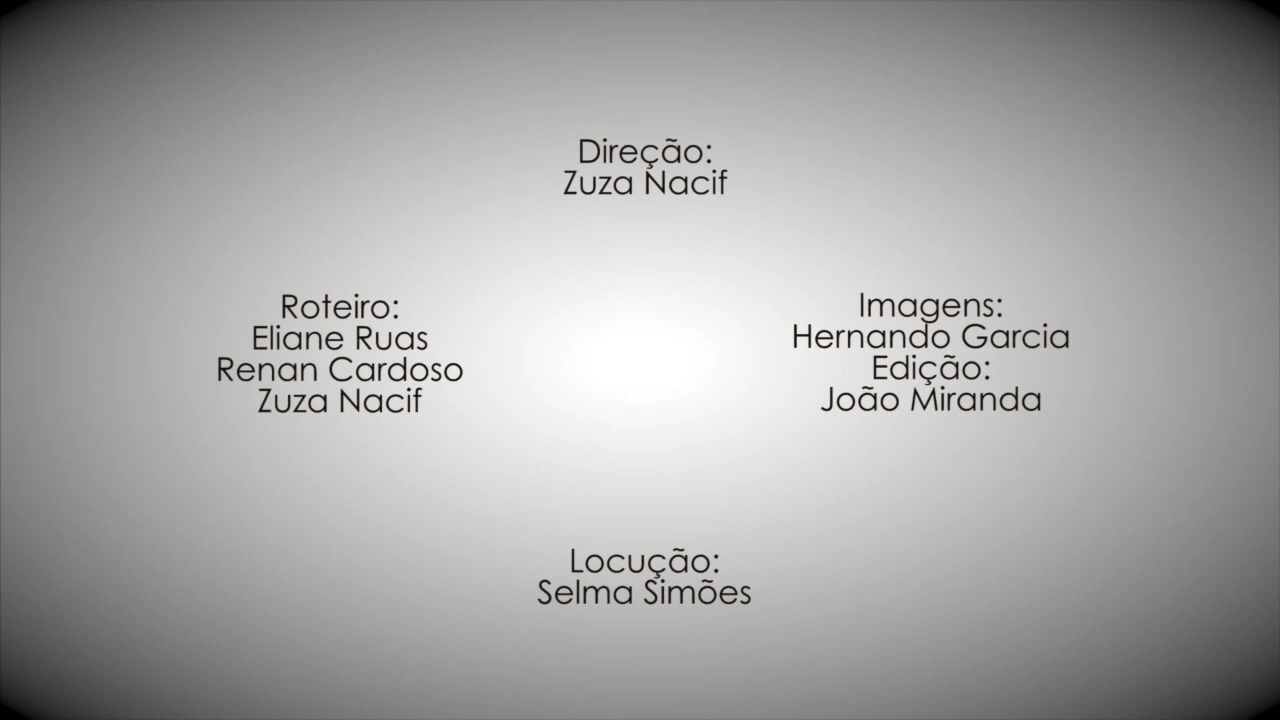 Direção:
Zuza Nacif
Roteiro:
Eliane Ruas
Renan Cardoso
Zuza Nacif
Imagens:
Hernando Garcia
Edição:
João Miranda
Locução:
Selma Simões